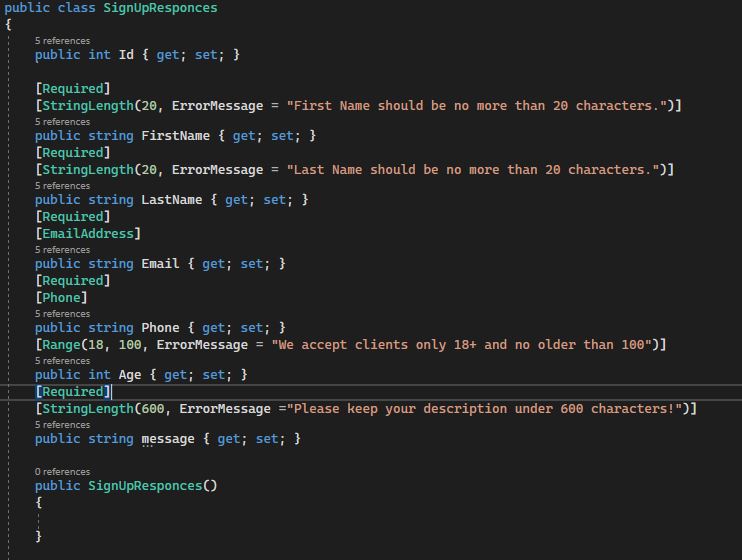 public class SignUpResponces
{
5 references
public int Id { get; set; }
[Required]
[StringLength(20, ErrorMessage = "First Name should be no more than 20 characters.")]
5 references
public string FirstName { get; set; }
[Required]
[StringLength(20, ErrorMessage = "Last Name should be no more than 20 characters.")]
5 references
public string LastName { get; set; }
[Required]
[EmailAddress]
5 references
public string Email { get; set; }
[Required]
[Phone]
5 references
public string Phone { get; set; }
[Range(18, 100, ErrorMessage = "We accept clients only 18+ and no older than 100")]
5 references
public int Age { get; set; }
[Required]
[StringLength(600, ErrorMessage ="Please keep your description under 600 characters!")]
5 references
public string message { get; set; }
0 references
public SignUpResponces()
{
}